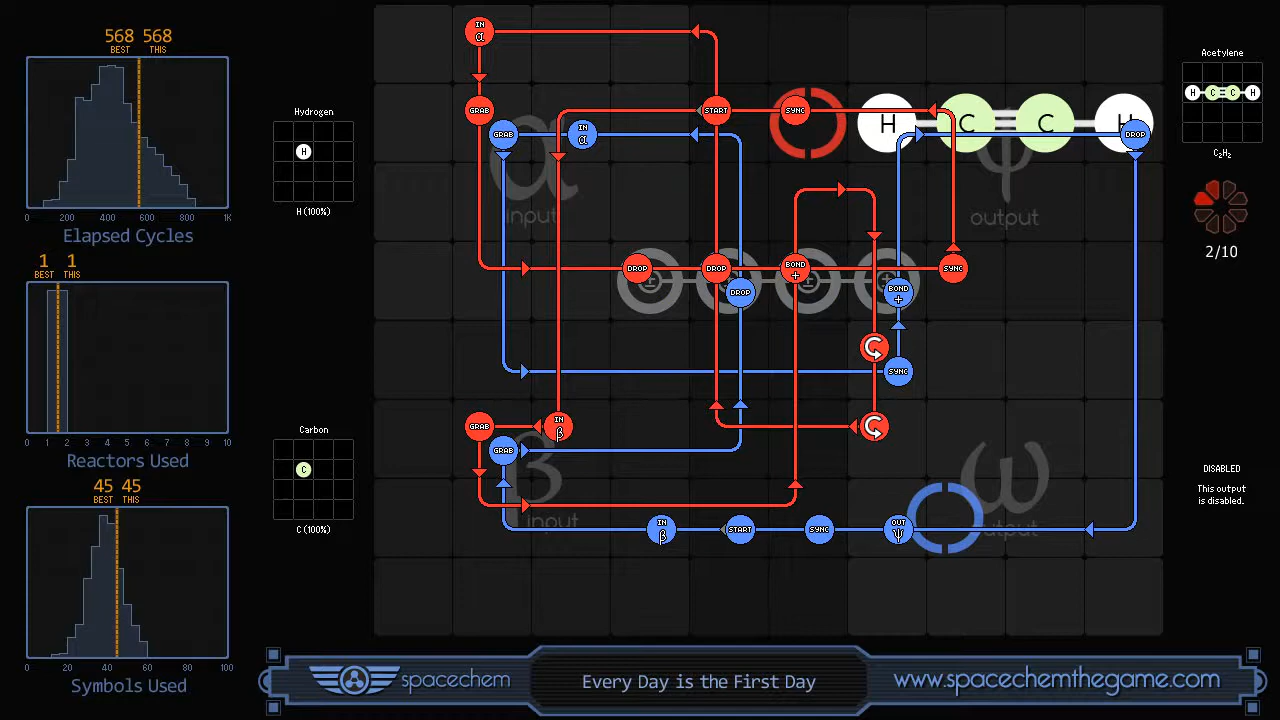 568 568
BEST THIS
0 200 400 600 800 1K
Elapsed Cycles
1 1
BEST THIS
0 1 2 3 4 5 6 7 8 9 10
Reactors Used
45 45
BEST THIS
0 20 40 60 80 100
Symbols Used
Hydrogen
H
H (100%)
Carbon
C
C (100%)
IN
α
GRAB
START
SYNC
H C C H
GRAB
IN
α
DROP
α
input
ψ
output
DROP
DROP
BOND
+
SYNC
DROP
BOND
+
SYNC
GRAB
IN
β
GRAB
β
input
ω
output
IN
β
START
SYNC
OUT
ψ
Acetylene
H C C H
C₂H₂
2/10
DISABLED
This output
is disabled.
spacechem
Every Day is the First Day
www.spacechemthegame.com